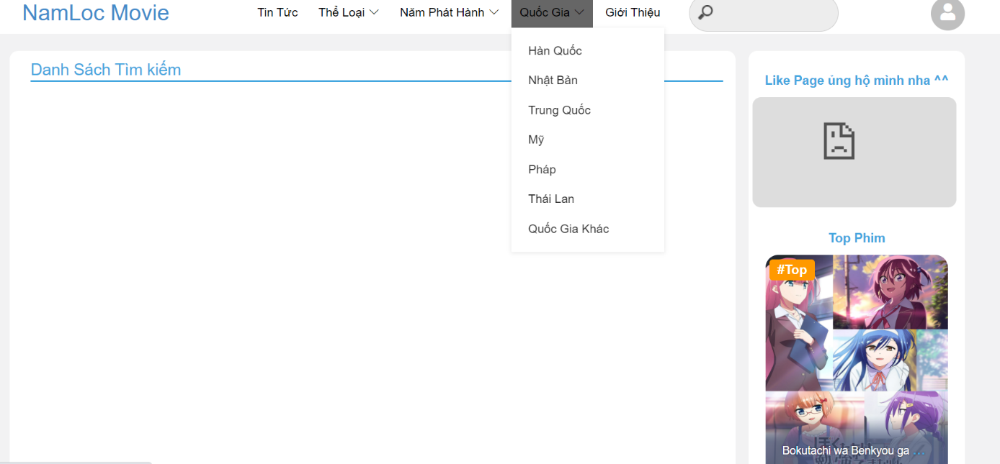 NamLoc Movie
Tin Tức
Thể Loại
Năm Phát Hành
Quốc Gia
Giới Thiệu
Hàn Quốc
Nhật Bản
Trung Quốc
Mỹ
Pháp
Thái Lan
Quốc Gia Khác
Danh Sách Tìm kiếm
Like Page ủng hộ mình nha ^^
Top Phim
#Top
Bokutachi wa Benkyou ga ...